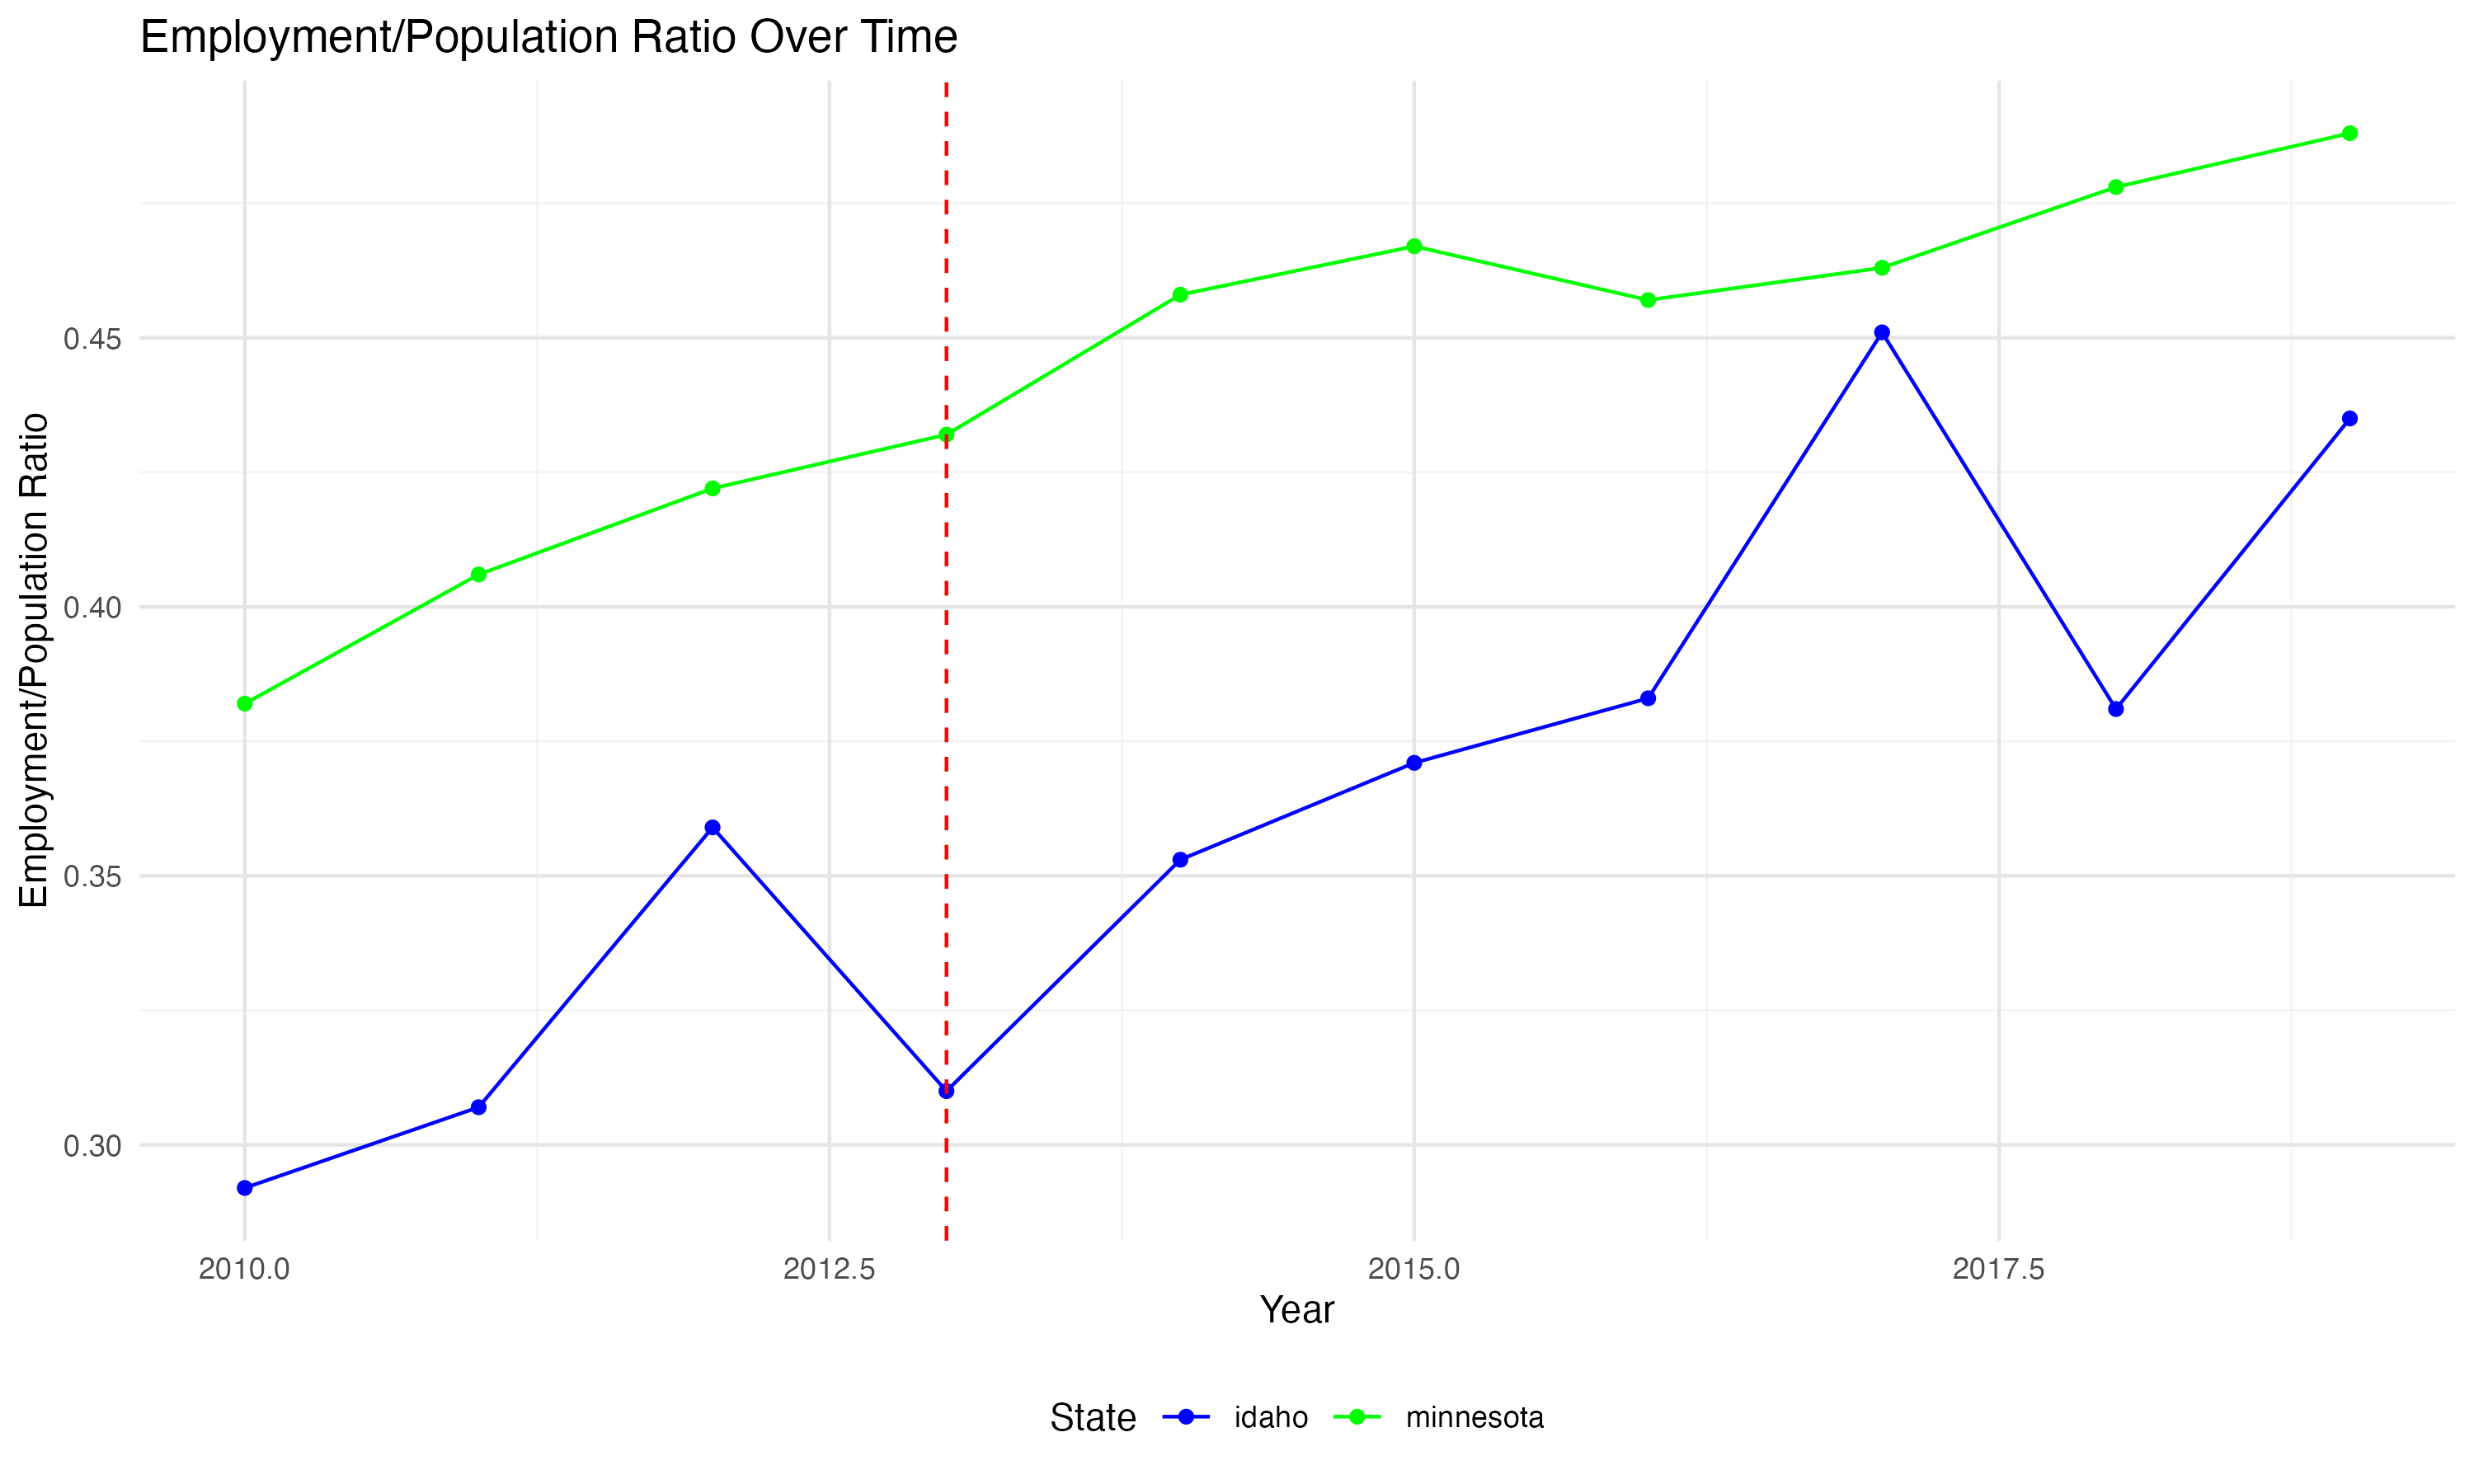 Employment/Population Ratio Over Time
Employment/Population Ratio
0.45
0.40
0.35
0.30
2010.0 2012.5 2015.0 2017.5
Year
State idaho minnesota